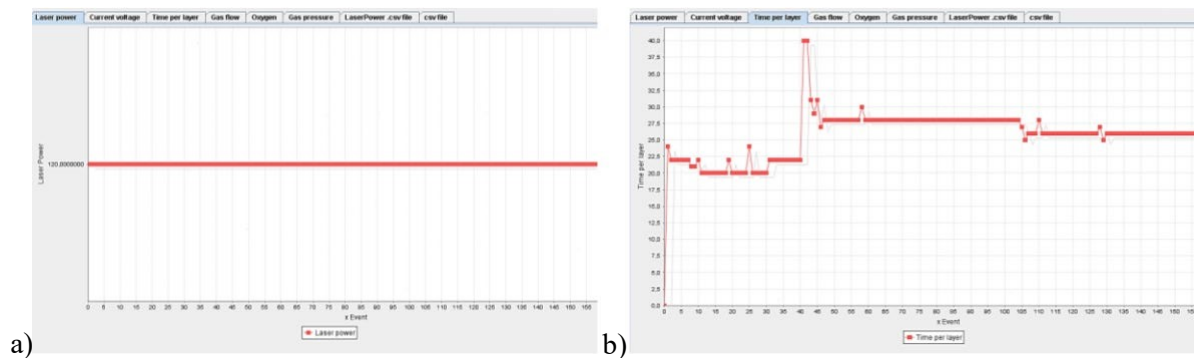 Laser power Current voltage Time per layer Gas flow Oxygen Gas pressure LaserPower .csv file csv file
Laser Power
120.0000000
0 5 10 15 20 25 30 35 40 45 50 55 60 65 70 75 80 85 90 95 100 105 110 115 120 125 130 135 140 145 150 155
x Event
Laser power
a)
Laser power Current voltage Time per layer Gas flow Oxygen Gas pressure LaserPower .csv file csv file
Time per layer
40,0
37,5
35,0
32,5
30,0
27,5
25,0
22,5
20,0
17,5
15,0
12,5
10,0
7,5
5,0
2,5
0,0
0 5 10 15 20 25 30 35 40 45 50 55 60 65 70 75 80 85 90 95 100 105 110 115 120 125 130 135 140 145 150
x Event
Time per layer
b)